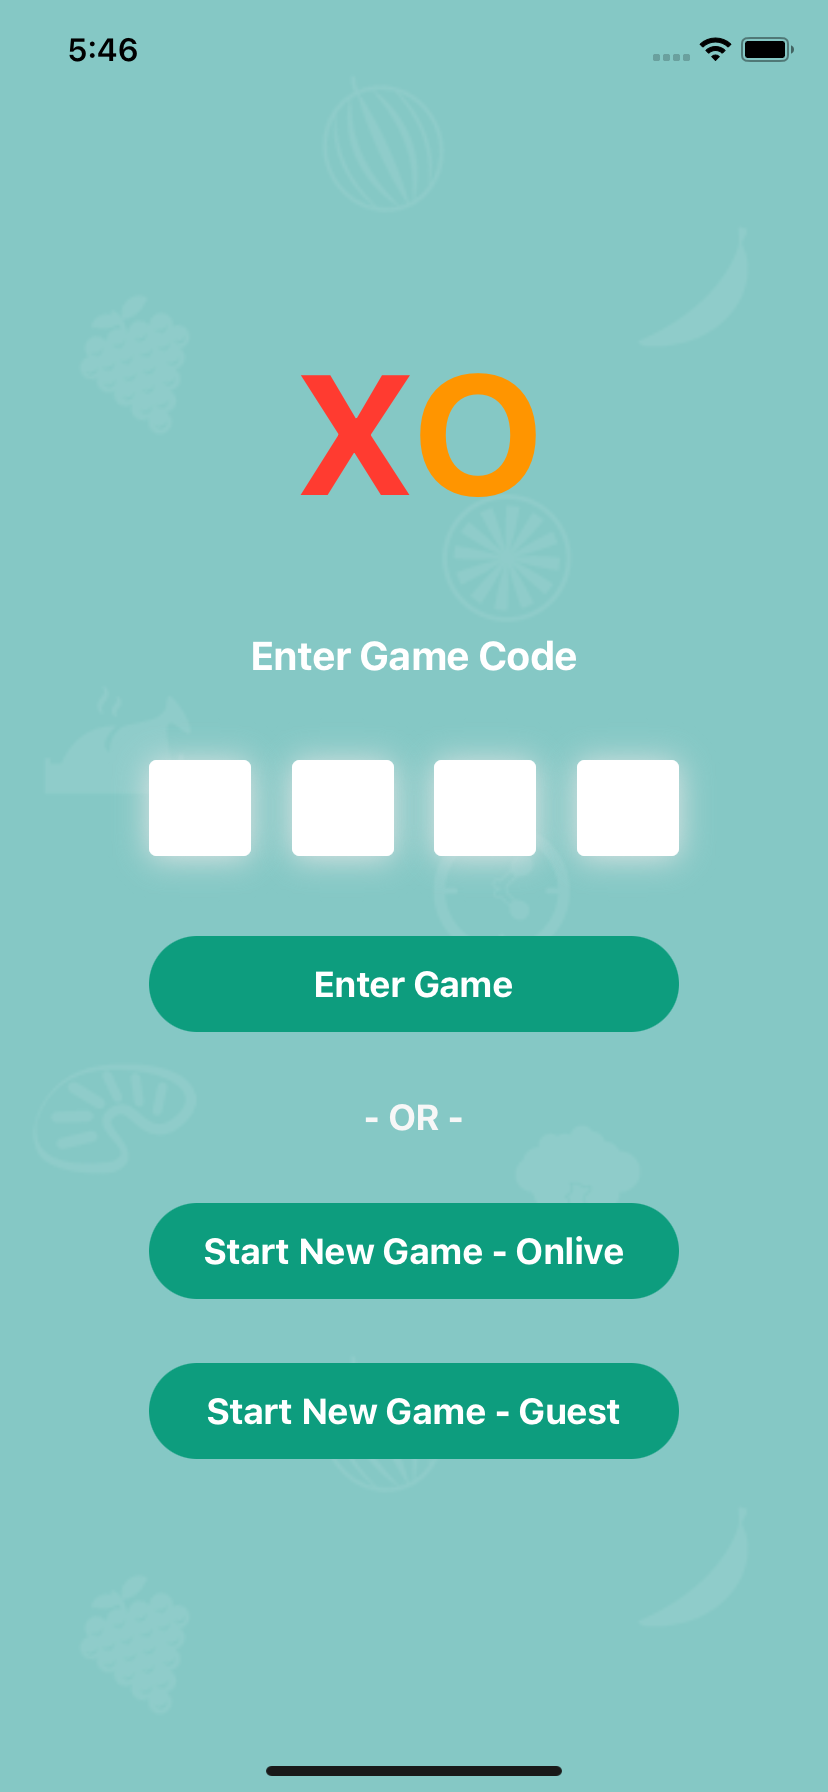 5:46
XO
Enter Game Code
Enter Game
- OR -
Start New Game - Onlive
Start New Game - Guest